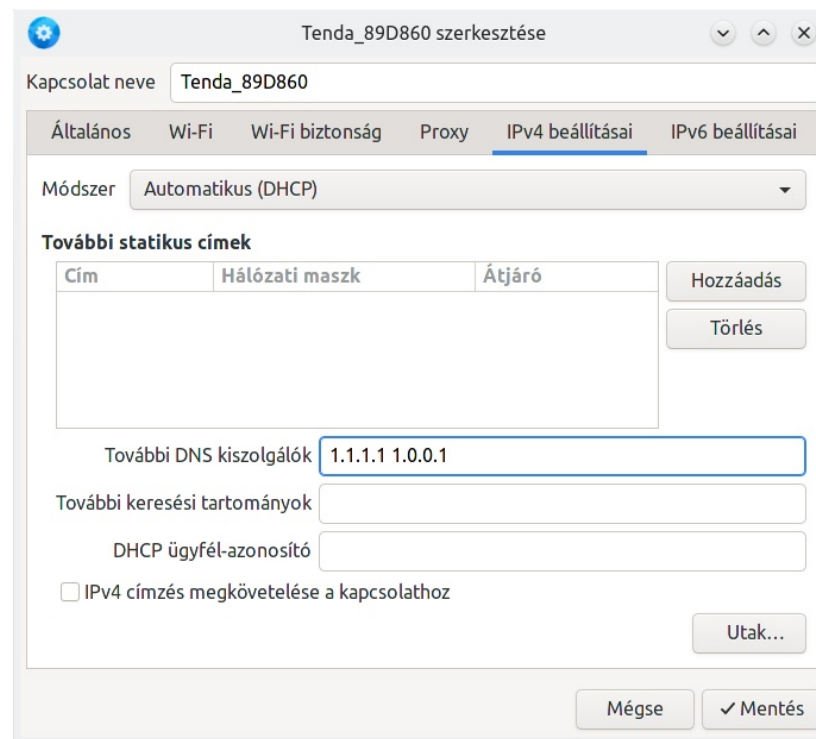 Tenda_89D860 szerkesztése
Kapcsolat neve Tenda_89D860
Általános Wi-Fi Wi-Fi biztonság Proxy IPv4 beállításai IPv6 beállításai
Módszer Automatikus (DHCP)
További statikus címek
Cím Hálózati maszk Átjáró
Hozzáadás
Törlés
További DNS kiszolgálók 1.1.1.1 1.0.0.1
További keresési tartományok
DHCP ügyfél-azonosító
IPv4 címzés megkövetelése a kapcsolathoz
Utak…
Mégse Mentés